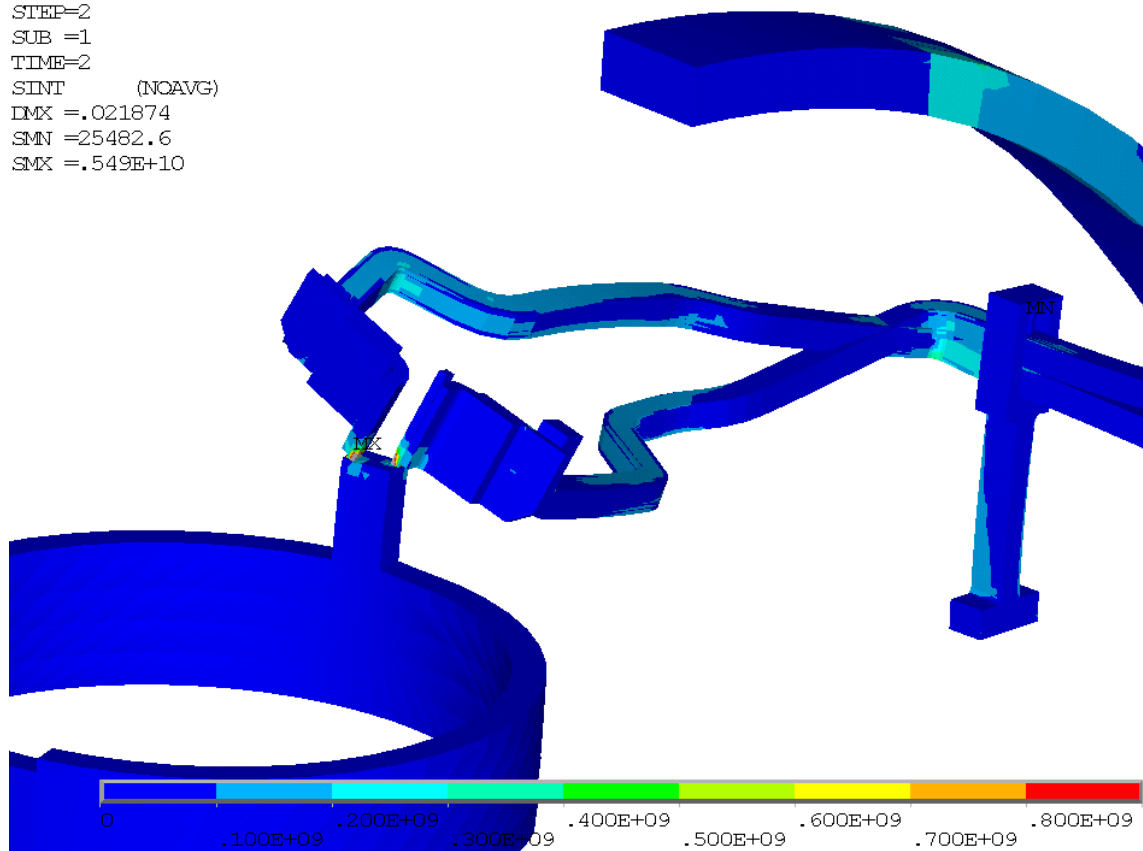 STEP=2
SUB =1
TIME=2
SINT (NOAVG)
DMX =.021874
SMN =25482.6
SMX =.549E+10
MN
MX
0 .200E+09 .400E+09 .600E+09 .800E+09
.100E+09 .300E+09 .500E+09 .700E+09